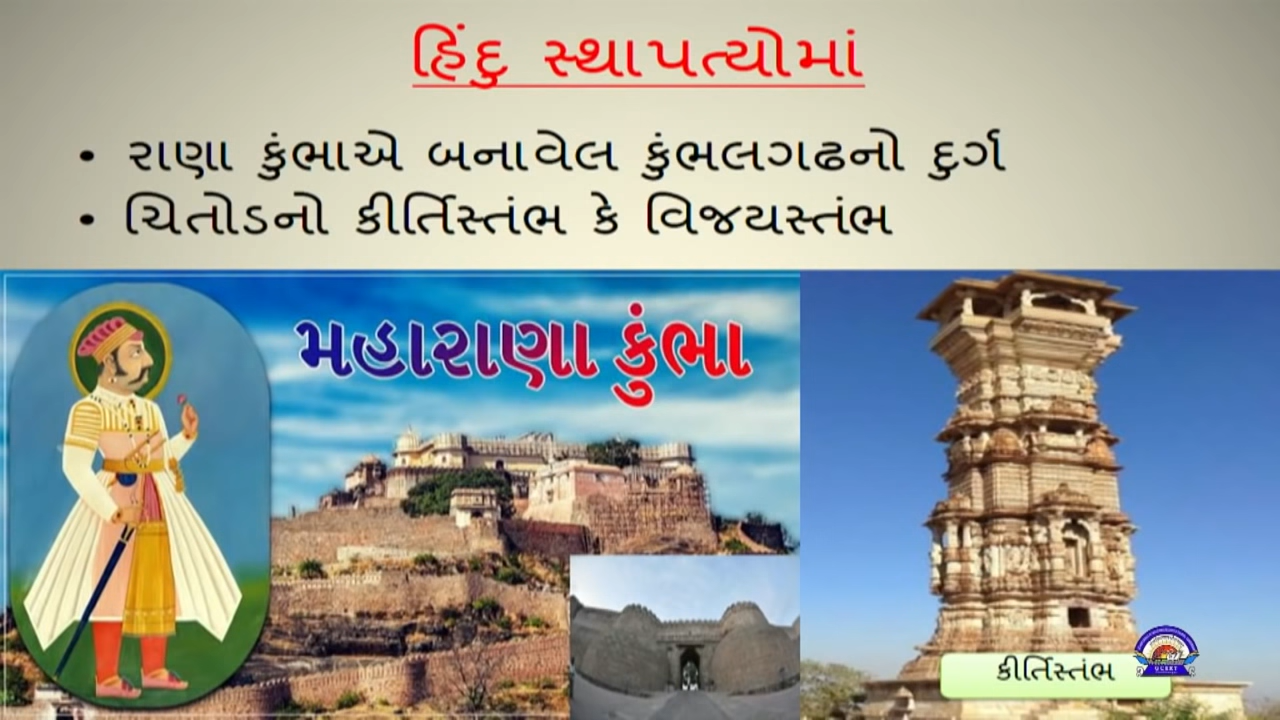 હિંદુ સ્થાપત્યોમાં
• રાણા કુંભાએ બનાવેલ કુંભલગઢનો દુર્ગ
• ચિતોડનો કીર્તિસ્તંભ કે વિજયસ્તંભ
મહારાણા કુંભા
કીર્તિસ્તંભ